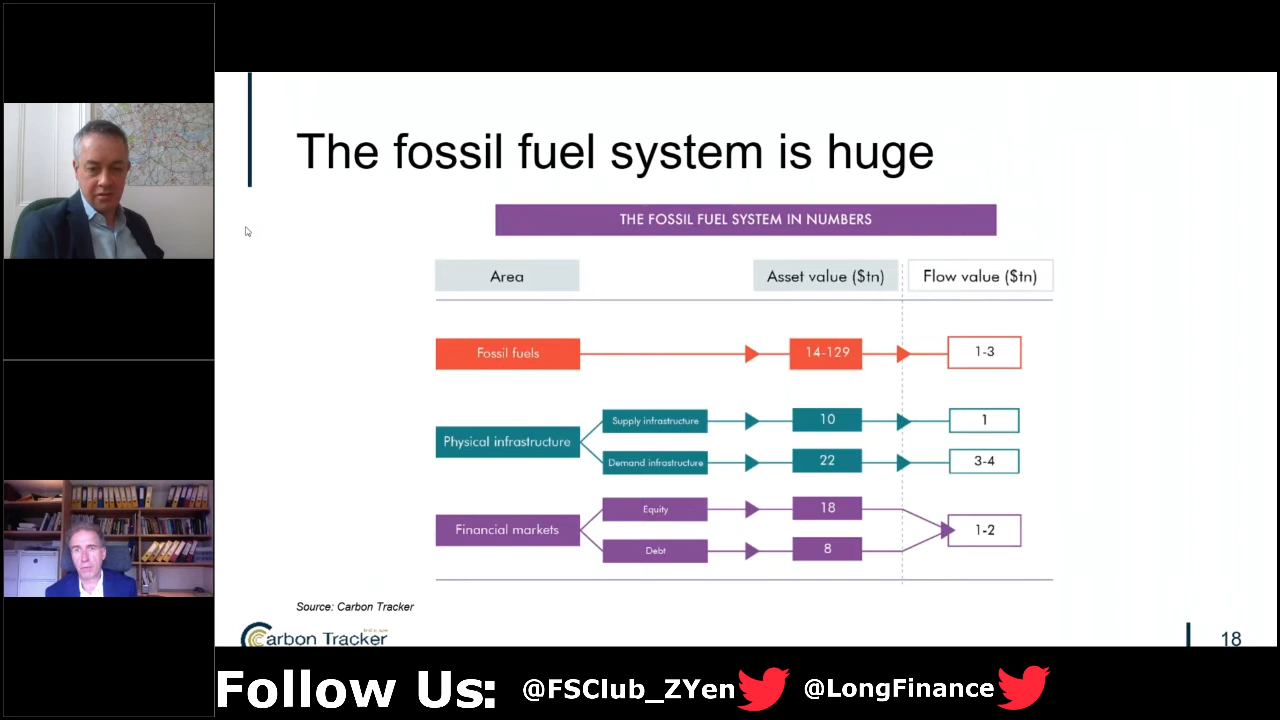 The fossil fuel system is huge
THE FOSSIL FUEL SYSTEM IN NUMBERS
Area Asset value ($tn) Flow value ($tn)
Fossil fuels 14-129 1-3
Physical infrastructure
Supply infrastructure 10 1
Demand infrastructure 22 3-4
Financial markets
Equity 18
Debt 8
1-2
Source: Carbon Tracker
Carbon Tracker
18
Follow Us: @FSClub_ZYen @LongFinance